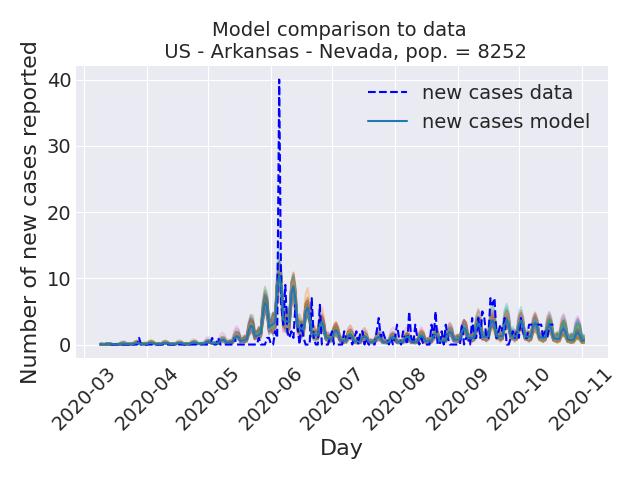 Model comparison to data
US - Arkansas - Nevada, pop. = 8252
Number of new cases reported
40
30
20
10
0
new cases data
new cases model
2020-03
2020-04
2020-05
2020-06
2020-07
2020-08
2020-09
2020-10
2020-11
Day